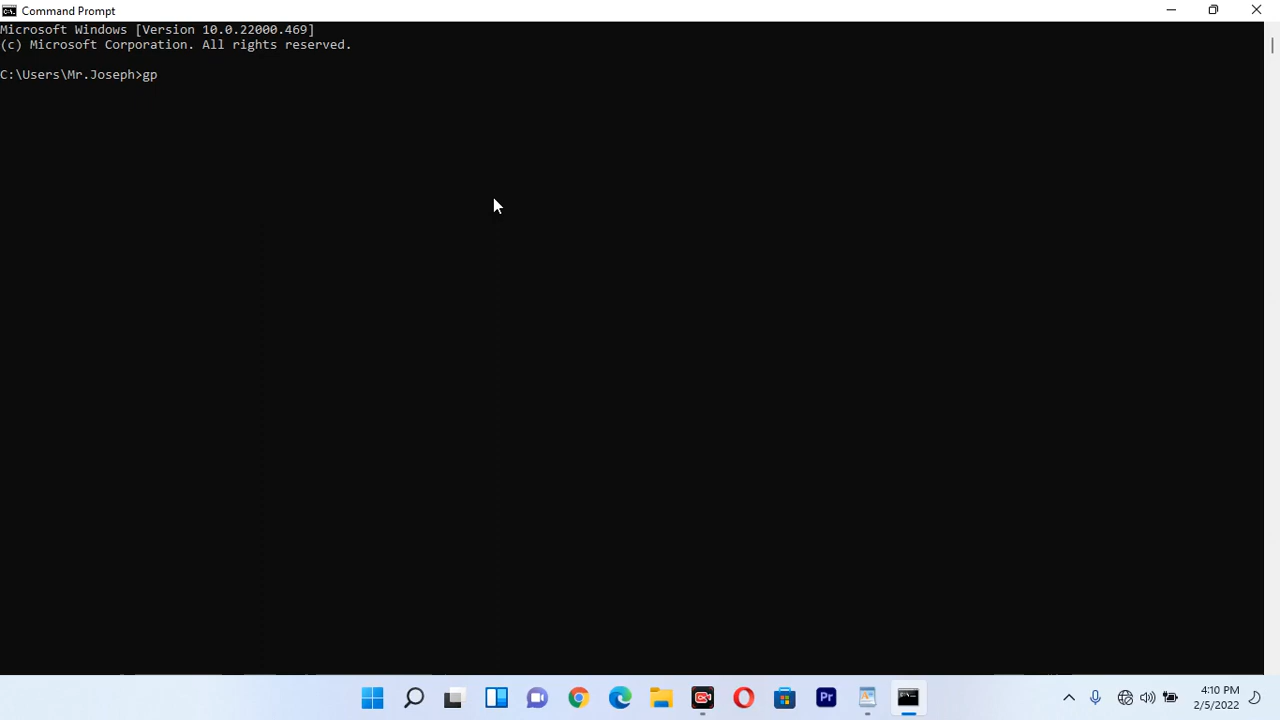 Command Prompt
Microsoft Windows [Version 10.0.22000.469]
(c) Microsoft Corporation. All rights reserved.
C:\Users\Mr.Joseph>gp
Pr
4:10 PM
2/5/2022